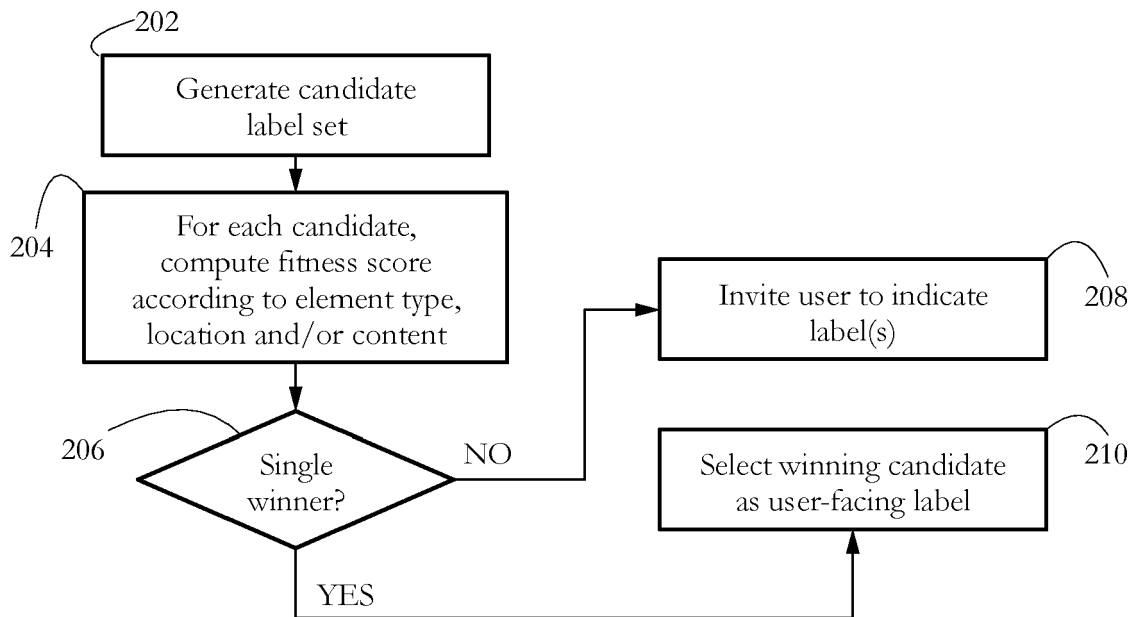 202
Generate candidate
label set
204
For each candidate,
compute fitness score
according to element type,
location and/or content
206
Single
winner?
NO
YES
Invite user to indicate
label(s)
208
Select winning candidate
as user-facing label
210